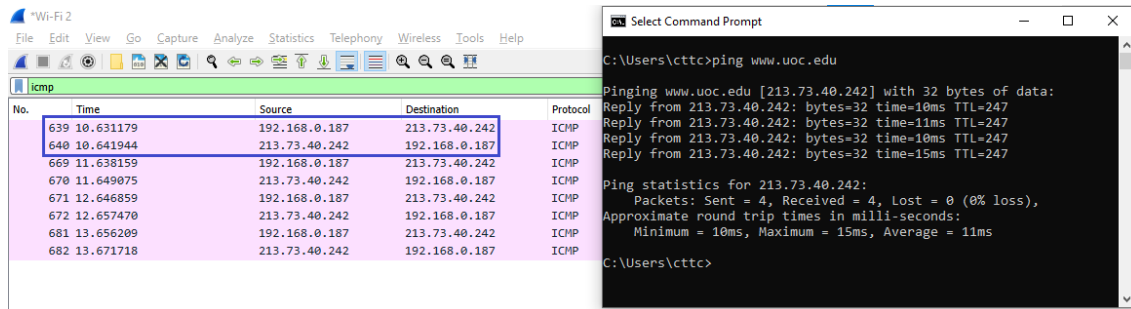 *Wi-Fi 2
File Edit View Go Capture Analyze Statistics Telephony Wireless Tools Help
icmp
No. Time Source Destination Protocol
639 10.631179 192.168.0.187 213.73.40.242 ICMP
640 10.641944 213.73.40.242 192.168.0.187 ICMP
669 11.638159 192.168.0.187 213.73.40.242 ICMP
670 11.649075 213.73.40.242 192.168.0.187 ICMP
671 12.646859 192.168.0.187 213.73.40.242 ICMP
672 12.657470 213.73.40.242 192.168.0.187 ICMP
681 13.656209 192.168.0.187 213.73.40.242 ICMP
682 13.671718 213.73.40.242 192.168.0.187 ICMP
Select Command Prompt
C:\Users\cttc>ping www.uoc.edu
Pinging www.uoc.edu [213.73.40.242] with 32 bytes of data:
Reply from 213.73.40.242: bytes=32 time=10ms TTL=247
Reply from 213.73.40.242: bytes=32 time=11ms TTL=247
Reply from 213.73.40.242: bytes=32 time=10ms TTL=247
Reply from 213.73.40.242: bytes=32 time=15ms TTL=247
Ping statistics for 213.73.40.242:
Packets: Sent = 4, Received = 4, Lost = 0 (0% loss),
Approximate round trip times in milli-seconds:
Minimum = 10ms, Maximum = 15ms, Average = 11ms
C:\Users\cttc>